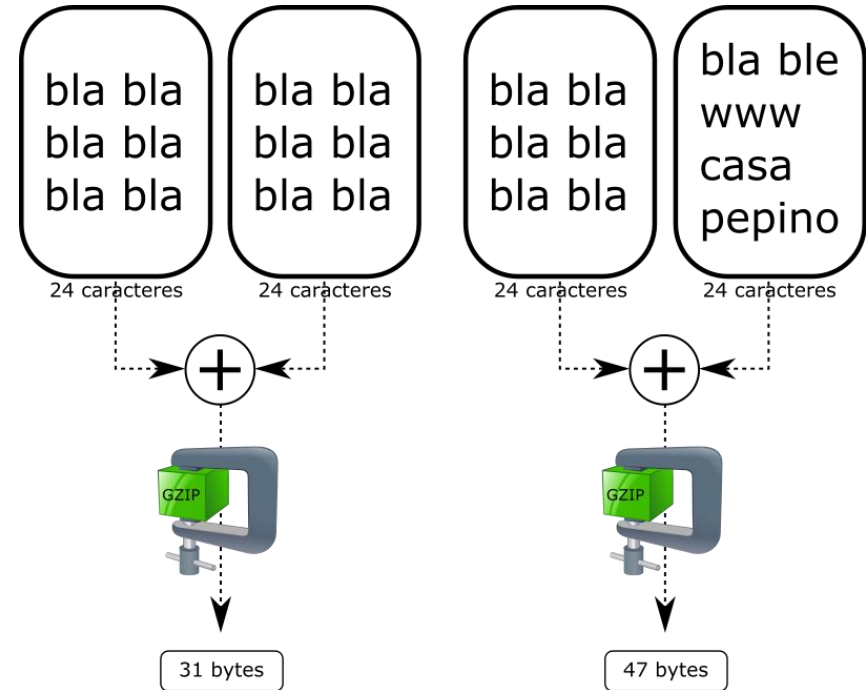 bla bla
bla bla
bla bla
bla bla
bla bla
bla bla
24 caracteres
24 caracteres
+
GZIP
31 bytes
bla bla
bla bla
bla bla
bla ble
www
casa
pepino
24 caracteres
24 caracteres
+
GZIP
47 bytes